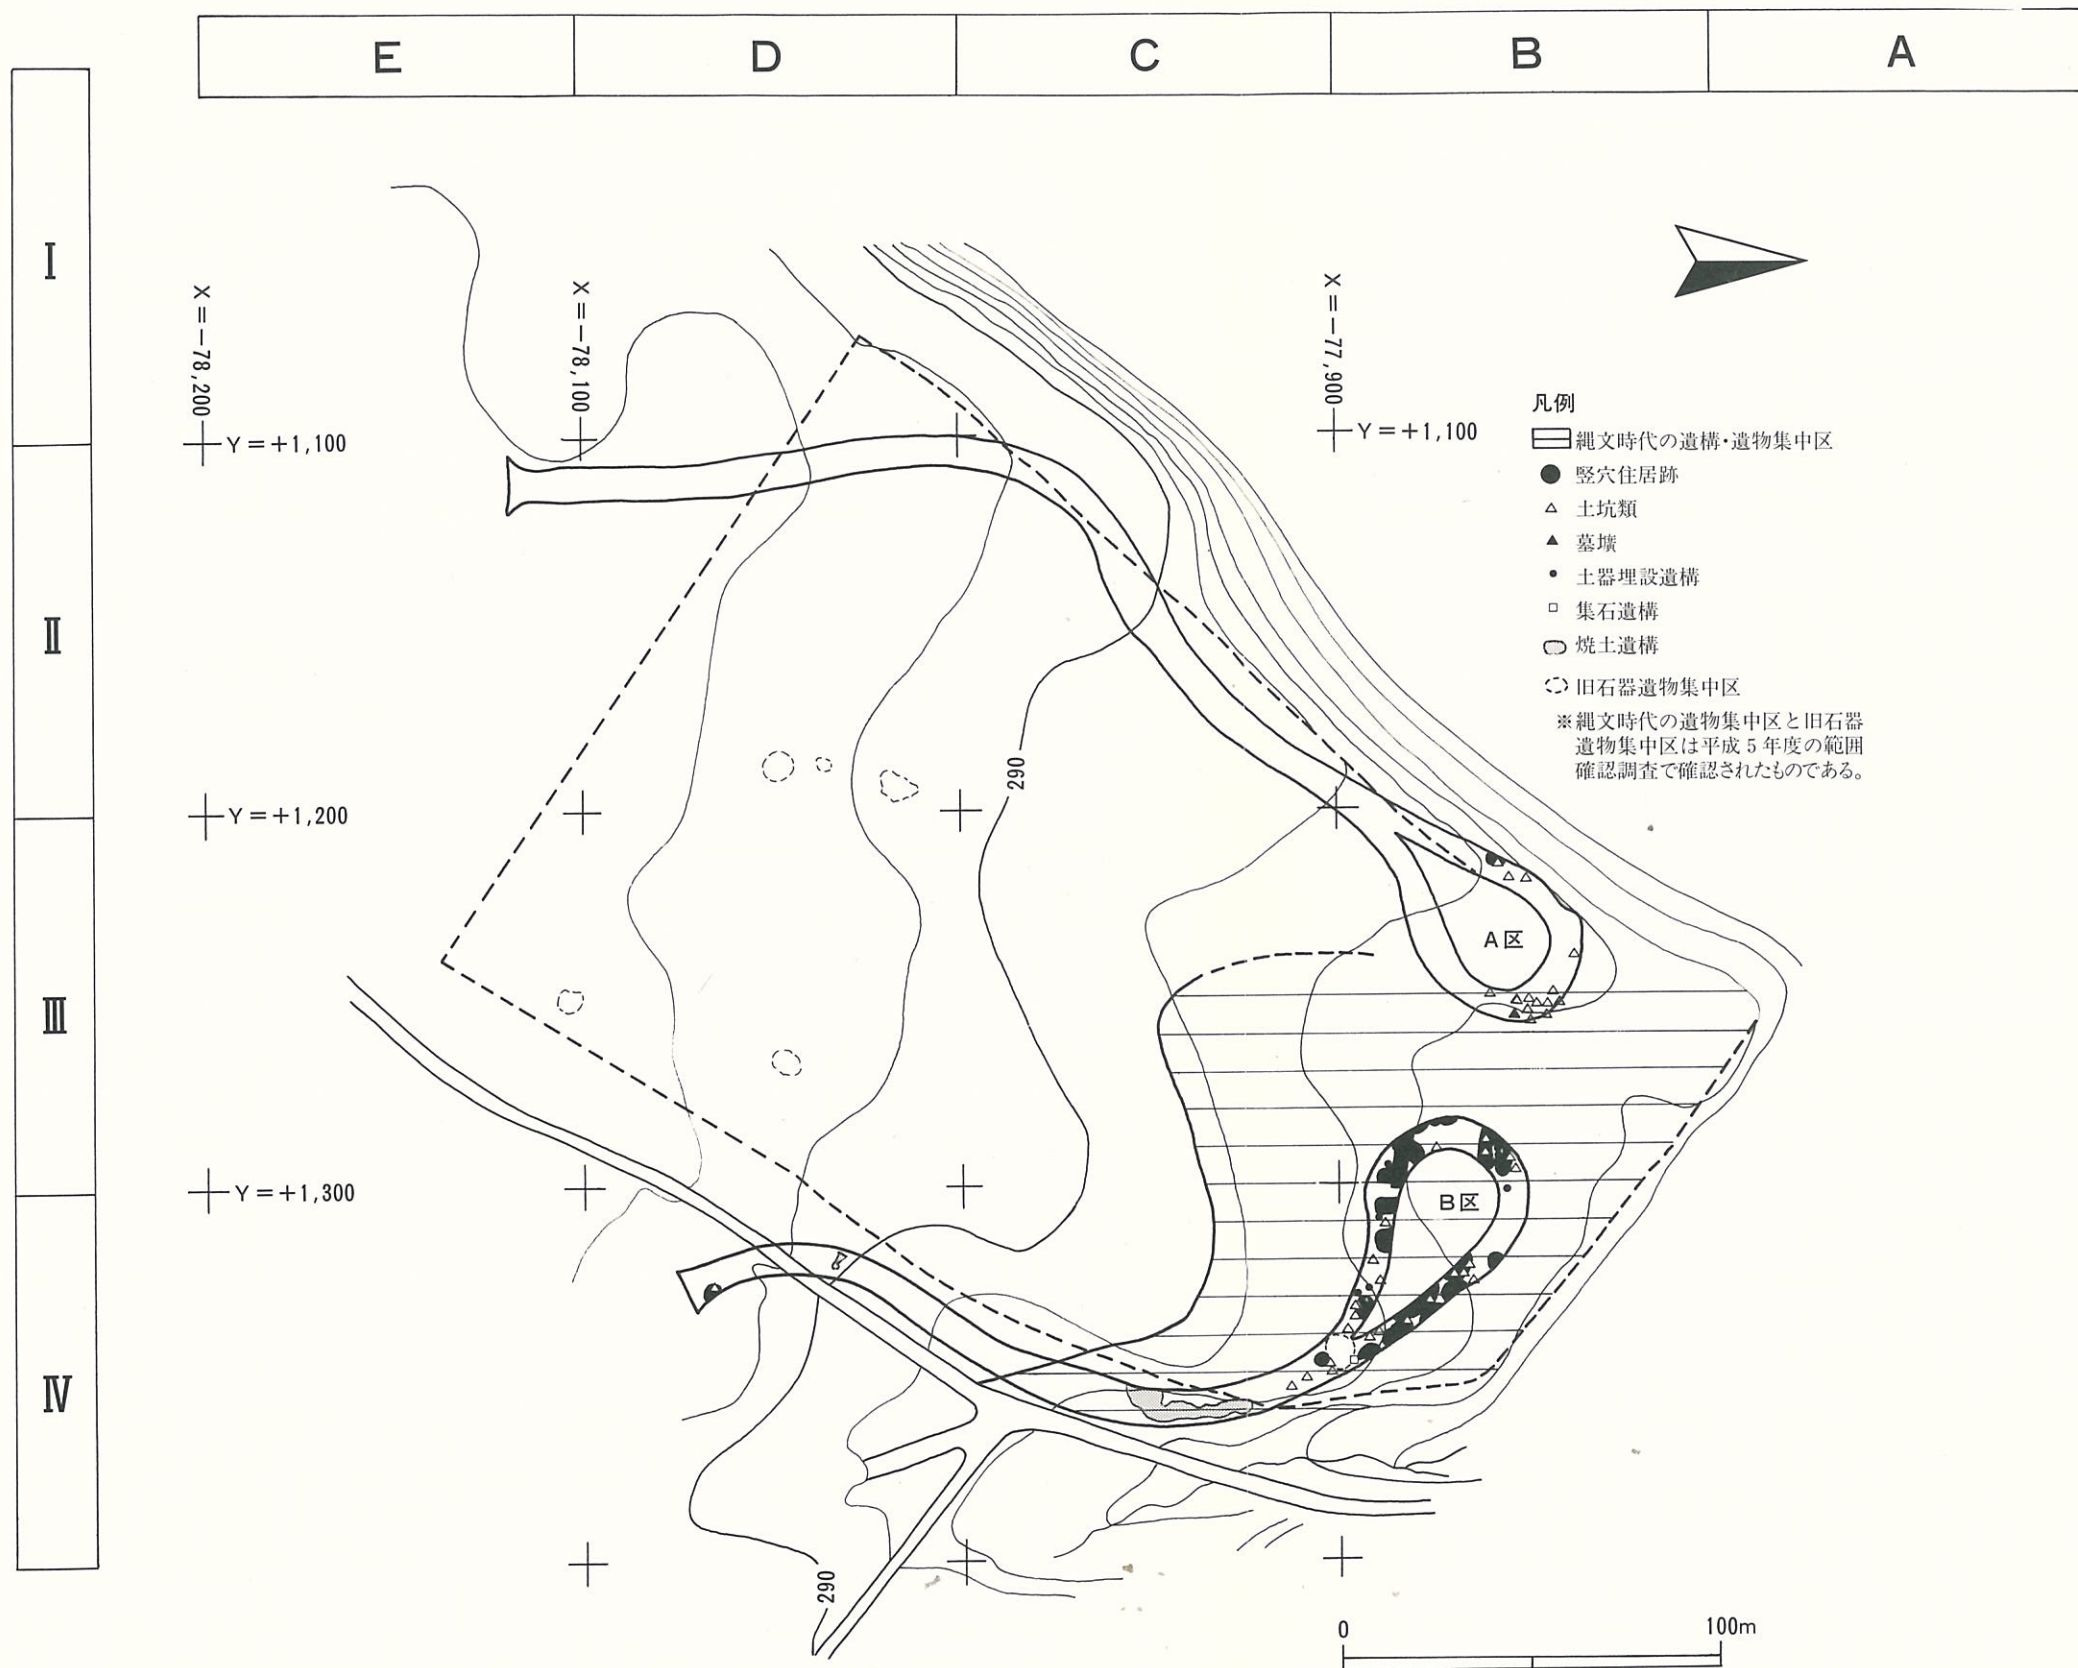 E
D
C
B
A
I
II
III
IV
X=-78,200
X=-78,100
X=-77,900
Y=+1,100
Y=+1,100
Y=+1,200
Y=+1,300
凡例
縄文時代の遺構・遺物集中区
竪穴住居跡
土坑類
墓壙
土器埋設遺構
集石遺構
焼土遺構
旧石器遺物集中区
※縄文時代の遺物集中区と旧石器
遺物集中区は平成5年度の範囲
確認調査で確認されたものである。
290
A区
B区
290
0
100m